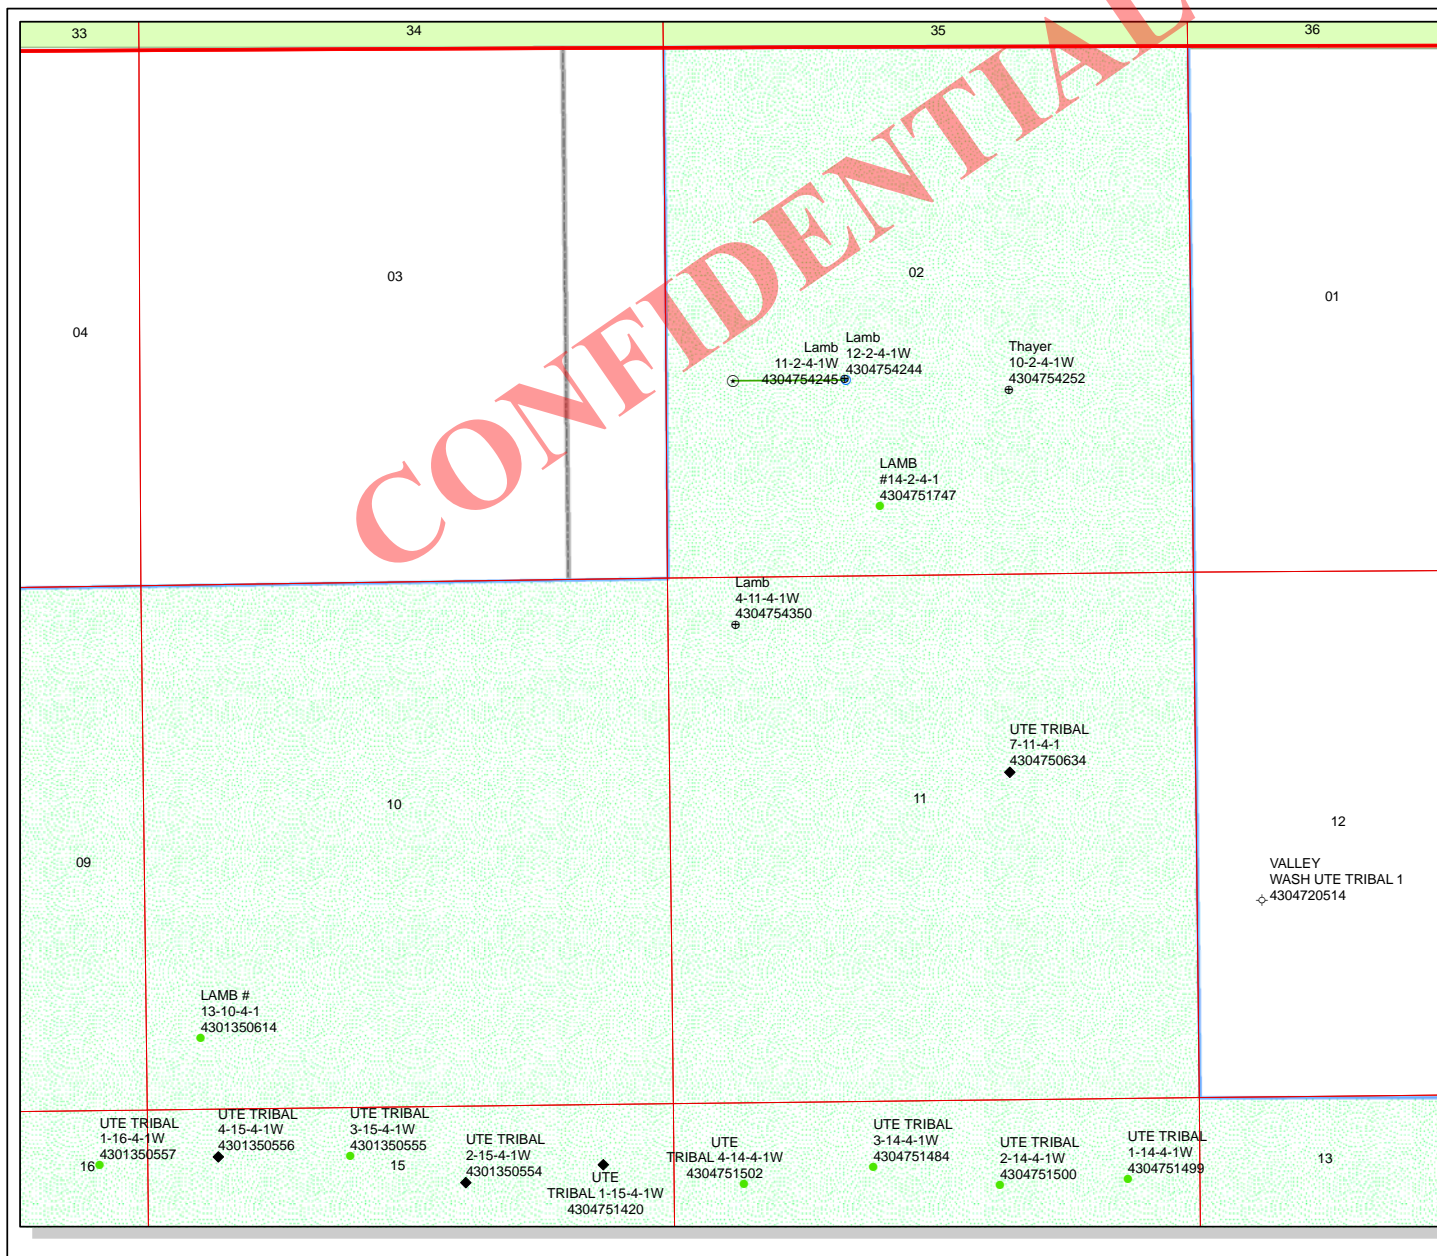 33
34
35
36
CONFIDENTIAL
03
02
01
04
Lamb
11-2-4-1W
4304754245
Lamb
12-2-4-1W
4304754244
Thayer
10-2-4-1W
4304754252
LAMB
#14-2-4-1
4304751747
Lamb
4-11-4-1W
4304754350
UTE TRIBAL
7-11-4-1
4304750634
10
11
12
09
VALLEY
WASH UTE TRIBAL 1
4304720514
LAMB #
13-10-4-1
4301350614
UTE TRIBAL
1-16-4-1W
4301350557
16
UTE TRIBAL
4-15-4-1W
4301350556
UTE TRIBAL
3-15-4-1W
4301350555
15
UTE TRIBAL
2-15-4-1W
4301350554
UTE
TRIBAL 1-15-4-1W
4304751420
UTE
TRIBAL 4-14-4-1W
4304751502
UTE TRIBAL
3-14-4-1W
4304751484
UTE TRIBAL
2-14-4-1W
4304751500
UTE TRIBAL
1-14-4-1W
4304751499
13